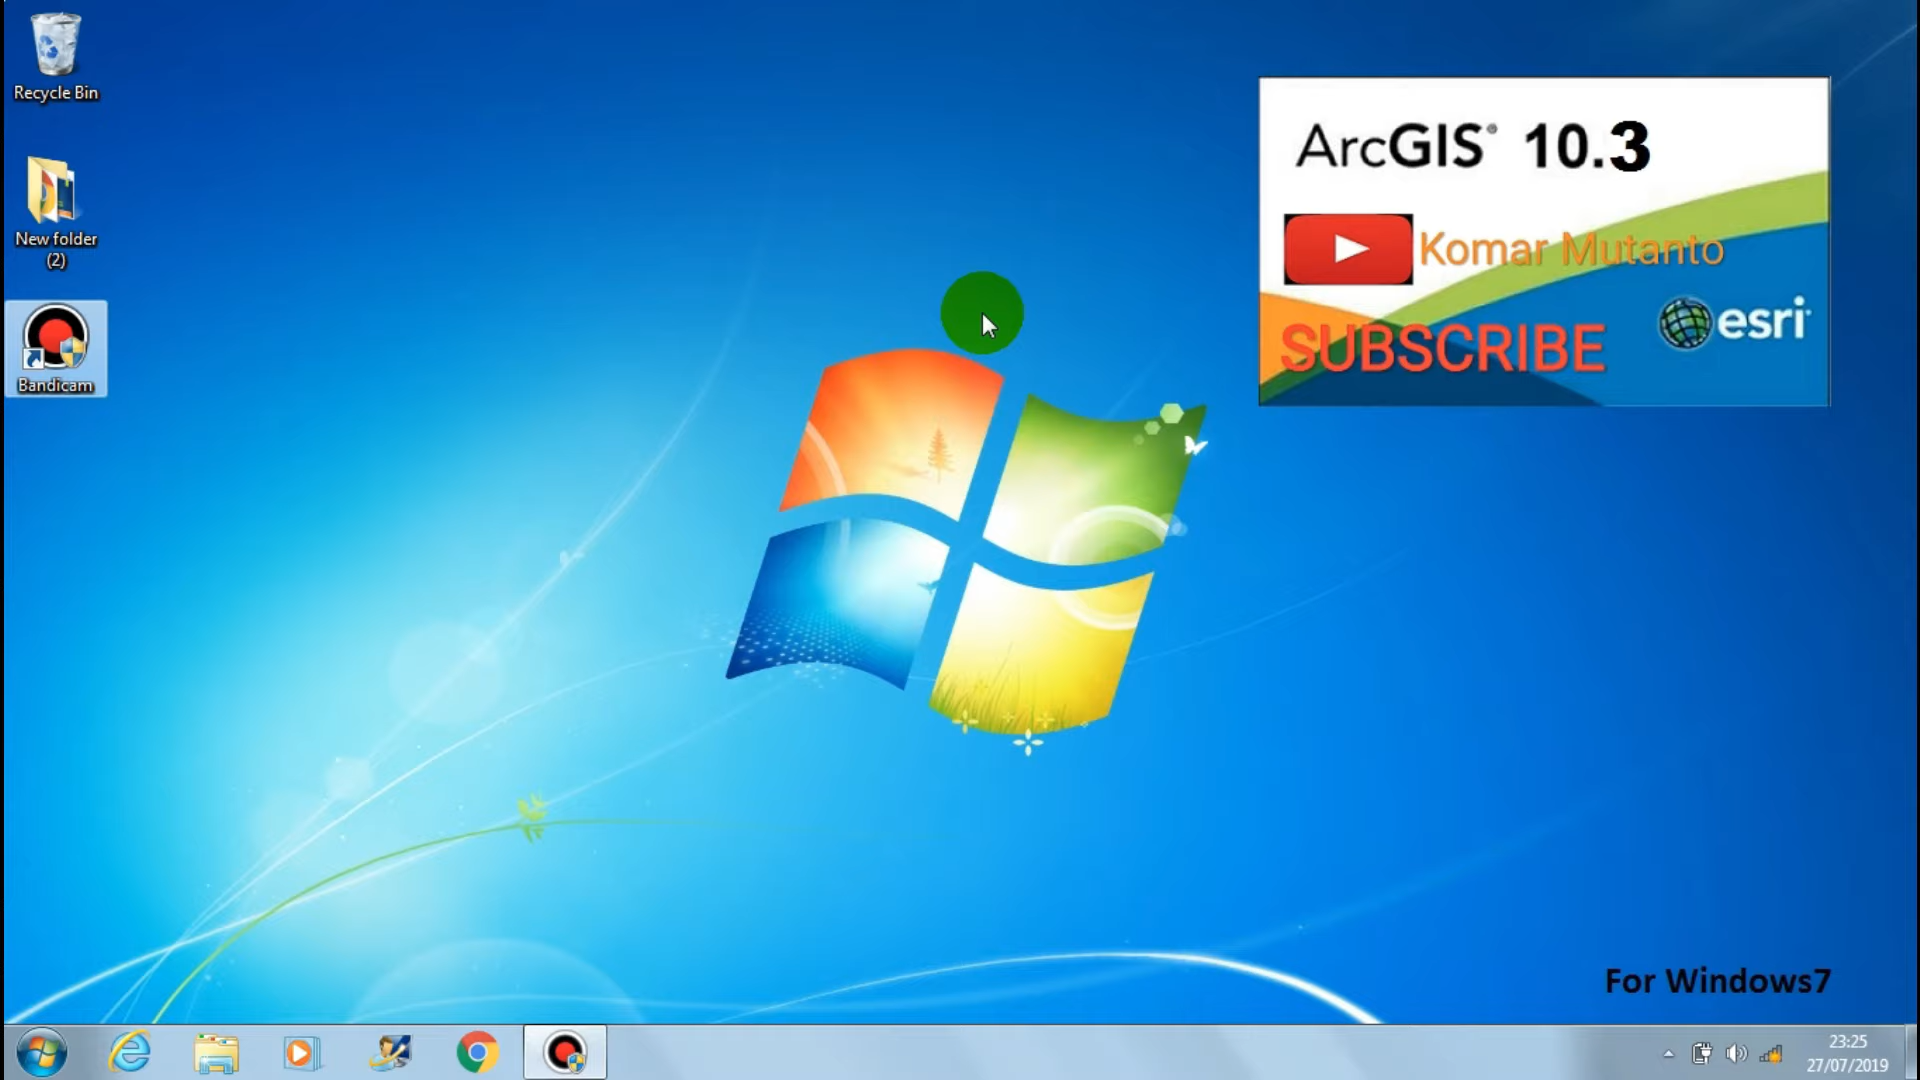 Recycle Bin
New folder
(2)
Bandicam
ArcGIS® 10.3
Komar Mutanto
SUBSCRIBE
esri
For Windows7
23:25
27/07/2019